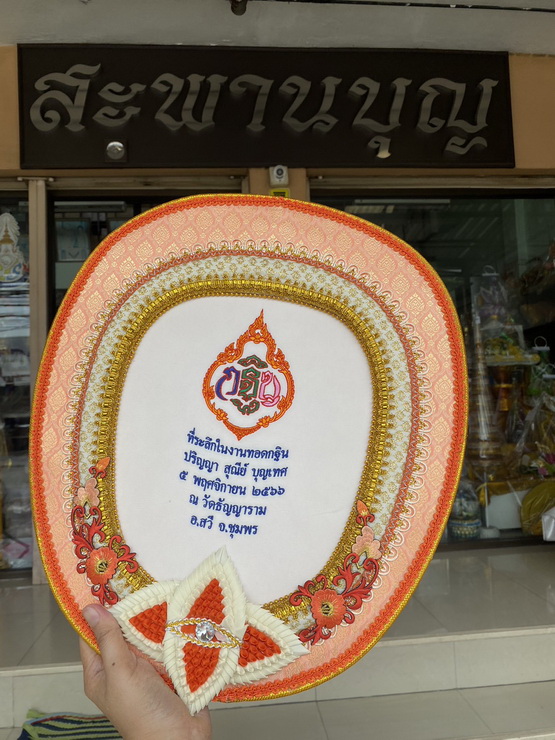 สะพานบุญ
กฐิน
ที่ระลึกในงานทอดกฐิน
ปริญญา สุณีย์ บุญเทศ
๕ พฤศจิกายน ๒๕๖๖
ณ วัดธัญญาราม
อ.สวี จ.ชุมพร